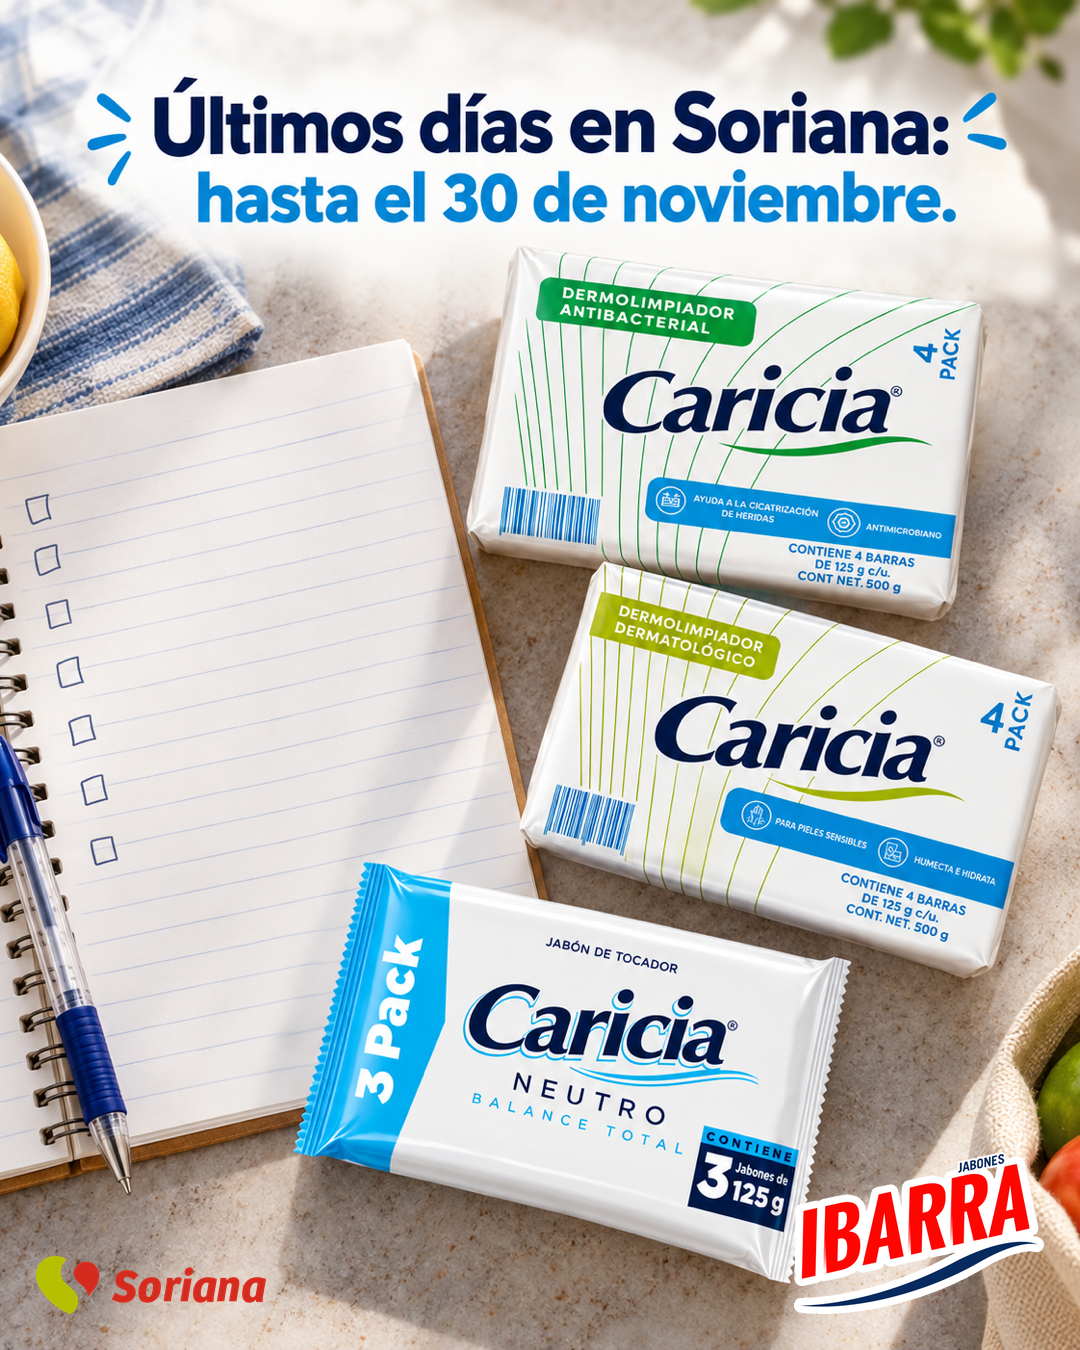 Últimos días en Soriana:
hasta el 30 de noviembre.
DERMOLIMPIADOR
ANTIBACTERIAL
4
PACK
Caricia®
AYUDA A LA CICATRIZACIÓN
DE HERIDAS
ANTIMICROBIANO
CONTIENE 4 BARRAS
DE 125 g c/u.
CONT NET. 500 g
DERMOLIMPIADOR
DERMATOLÓGICO
4
PACK
Caricia®
PARA PIELES SENSIBLES
HUMECTA E HIDRATA
CONTIENE 4 BARRAS
DE 125 g c/u.
CONT. NET. 500 g
3 Pack
JABÓN DE TOCADOR
Caricia®
NEUTRO
BALANCE TOTAL
CONTIENE
3 Jabones de
125 g
JABONES
IBARRA
Soriana